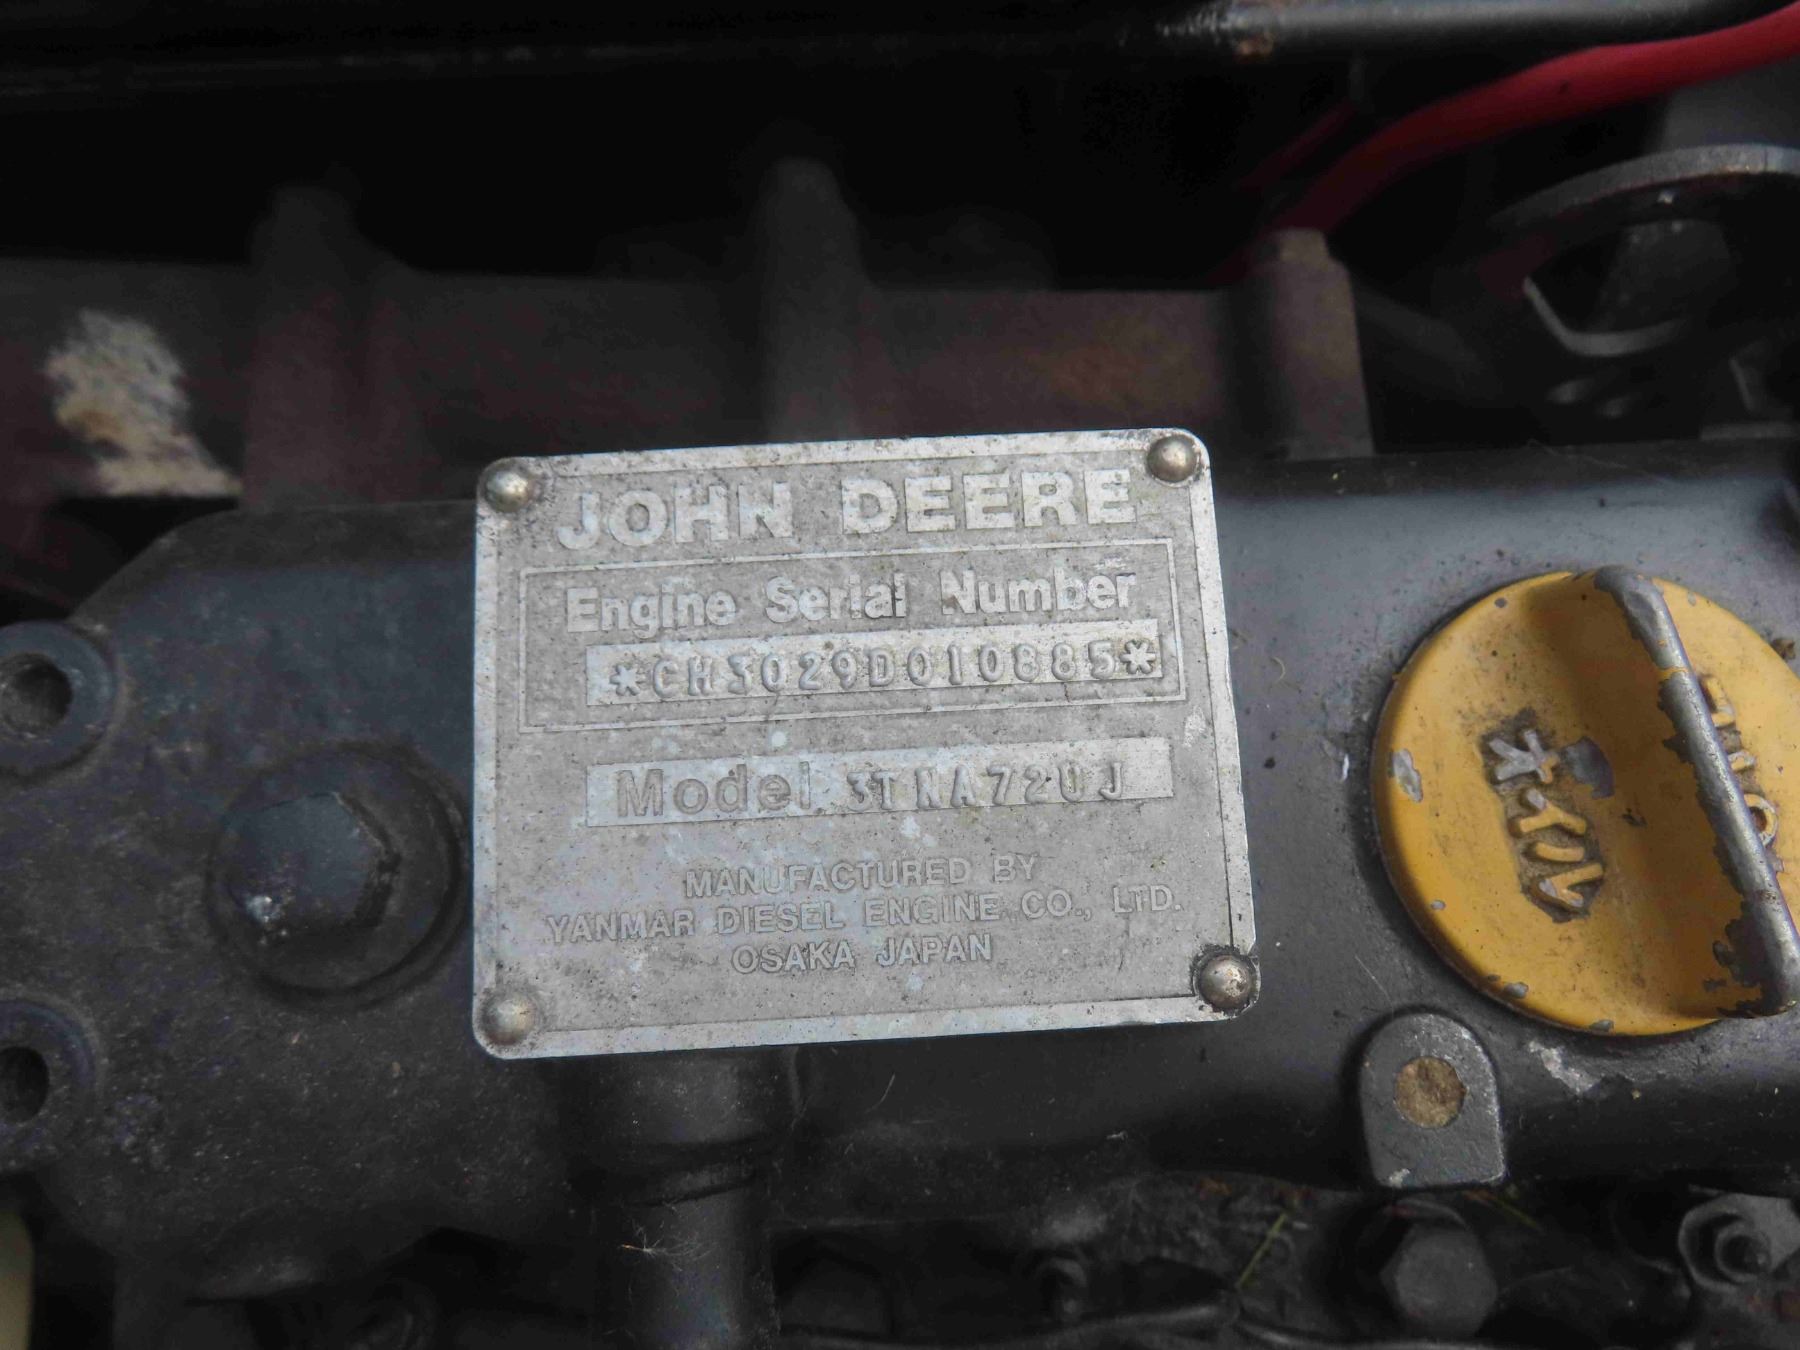 JOHN DEERE
Engine Serial Number
*CH3029D010885*
Model 3TNA72UJ
MANUFACTURED BY
YANMAR DIESEL ENGINE CO., LTD.
OSAKA JAPAN
オイル